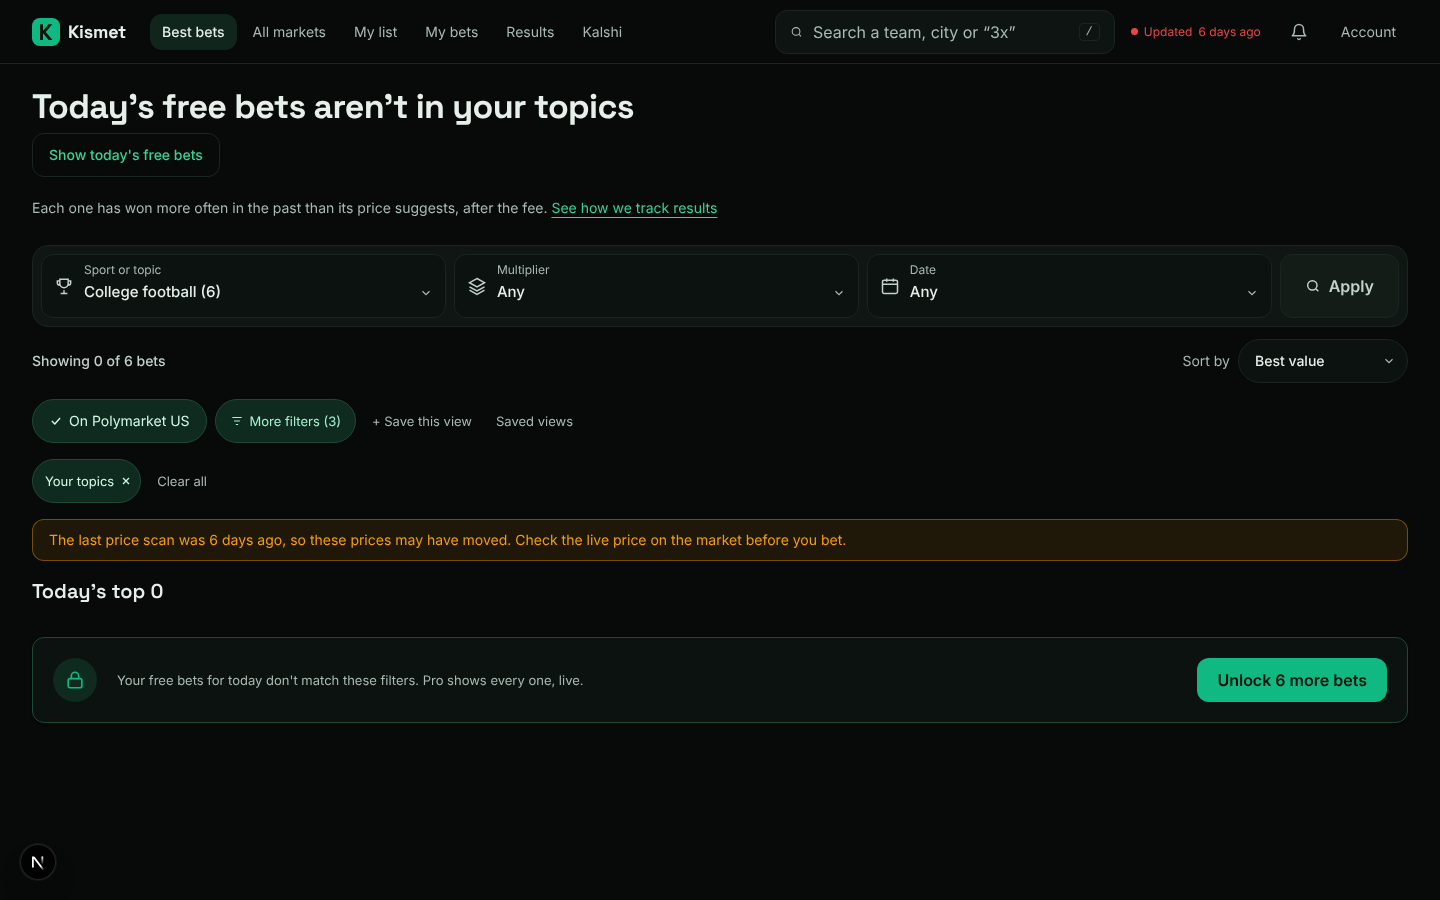 K Kismet
Best bets
All markets
My list
My bets
Results
Kalshi
Search a team, city or “3x”
/
Updated 6 days ago
Account
Today’s free bets aren’t in your topics
Show today's free bets
Each one has won more often in the past than its price suggests, after the fee. See how we track results
Sport or topic
College football (6)
Multiplier
Any
Date
Any
Apply
Showing 0 of 6 bets
Sort by
Best value
On Polymarket US
More filters (3)
+ Save this view
Saved views
Your topics ×
Clear all
The last price scan was 6 days ago, so these prices may have moved. Check the live price on the market before you bet.
Today’s top 0
Your free bets for today don't match these filters. Pro shows every one, live.
Unlock 6 more bets
N